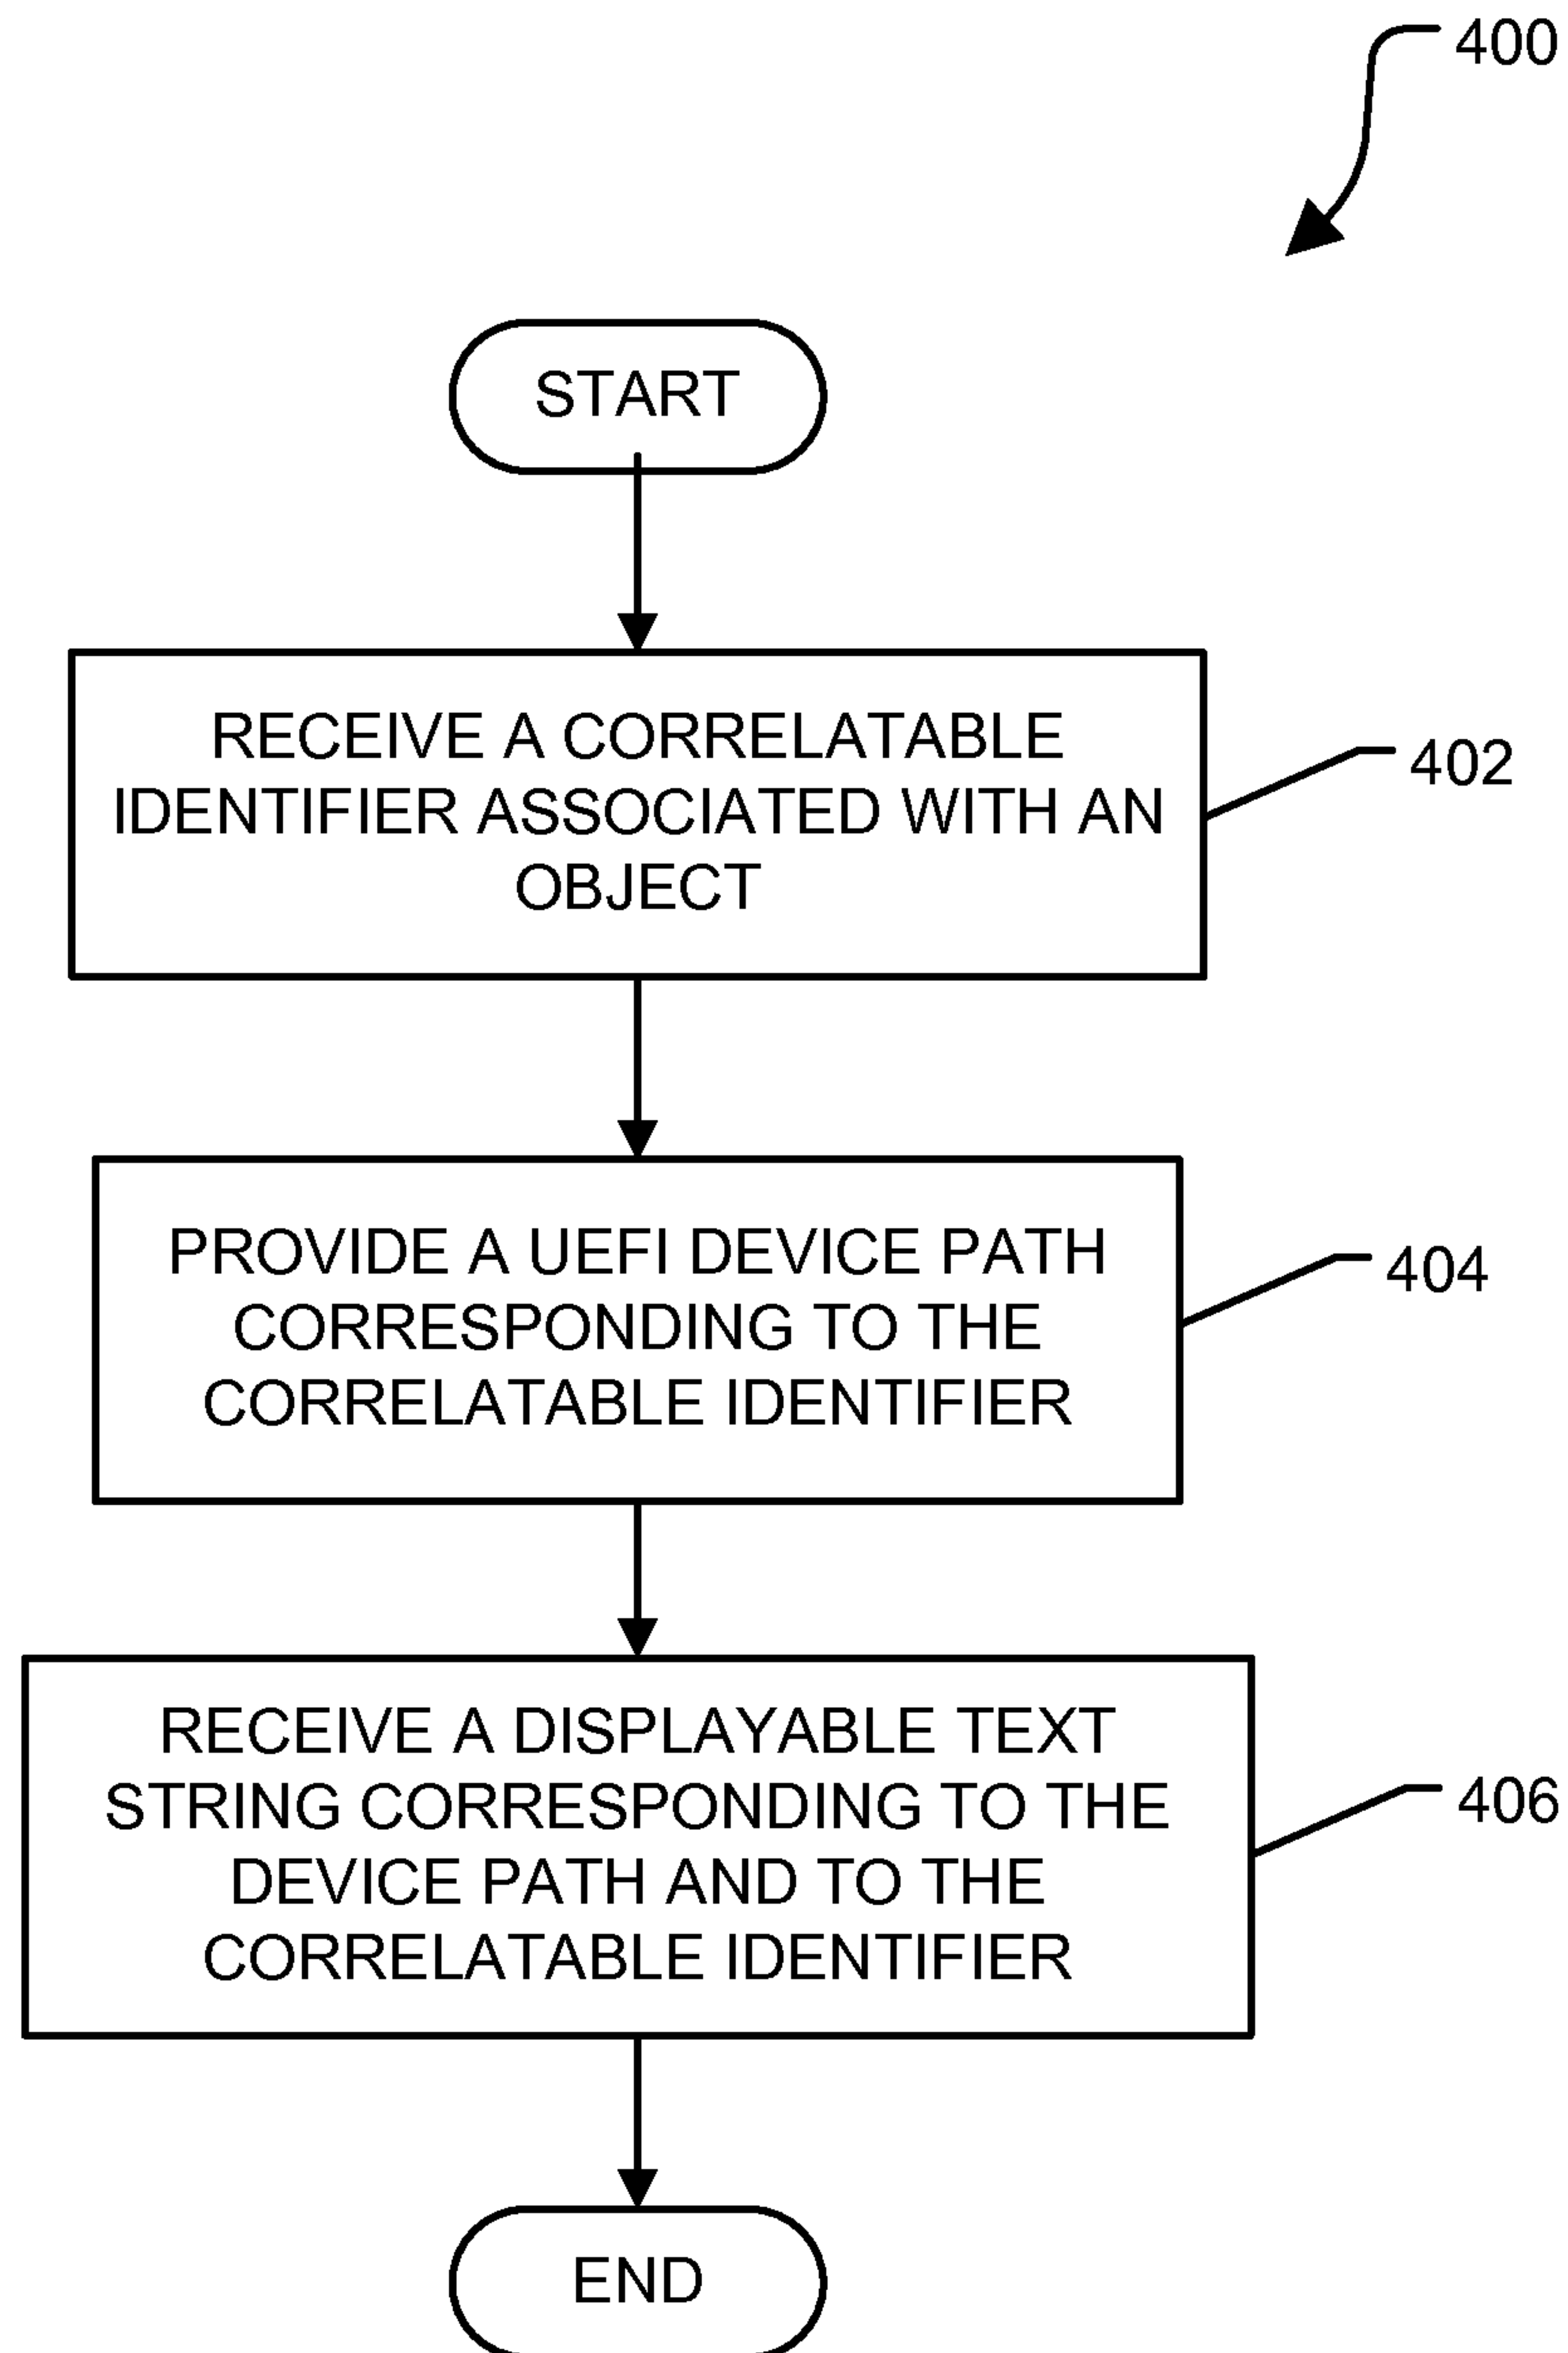 400
START
RECEIVE A CORRELATABLE
IDENTIFIER ASSOCIATED WITH AN
OBJECT
402
PROVIDE A UEFI DEVICE PATH
CORRESPONDING TO THE
CORRELATABLE IDENTIFIER
404
RECEIVE A DISPLAYABLE TEXT
STRING CORRESPONDING TO THE
DEVICE PATH AND TO THE
CORRELATABLE IDENTIFIER
406
END